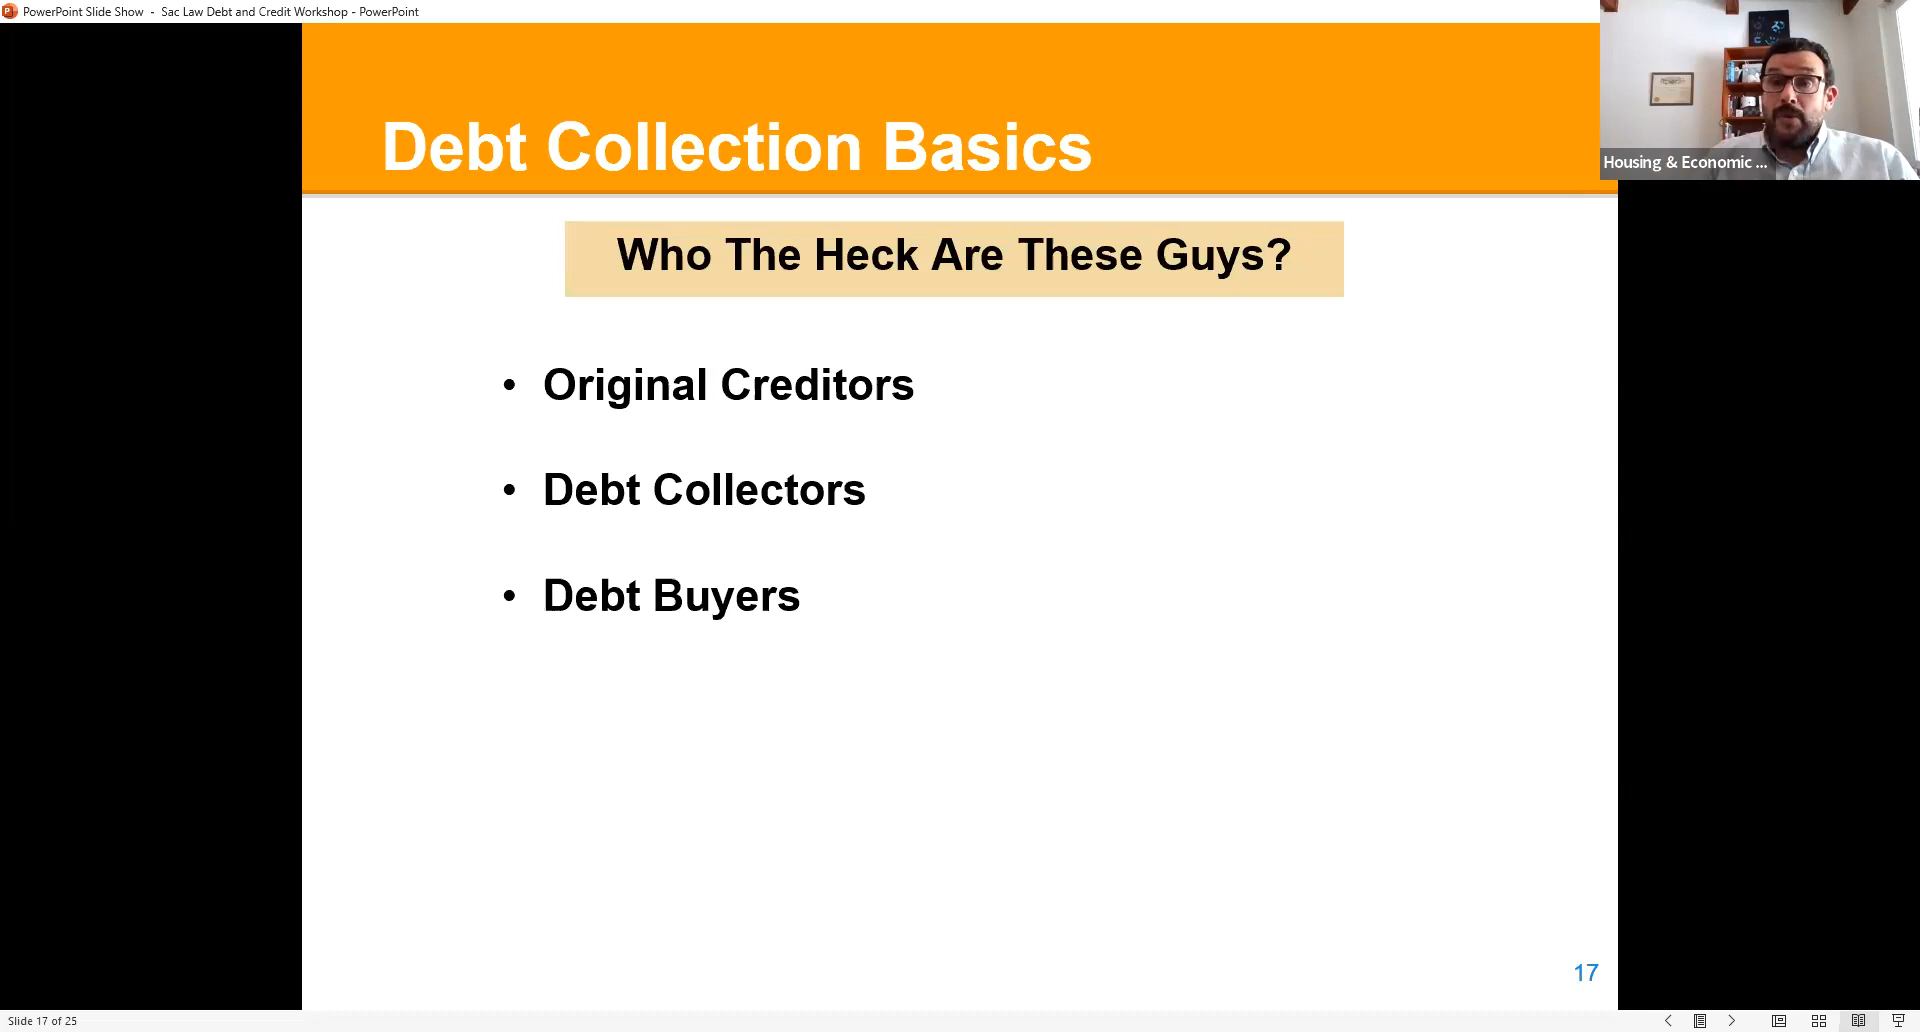 PowerPoint Slide Show - Sac Law Debt and Credit Workshop - PowerPoint
Housing & Economic ...
Debt Collection Basics
Who The Heck Are These Guys?
• Original Creditors
• Debt Collectors
• Debt Buyers
17
Slide 17 of 25